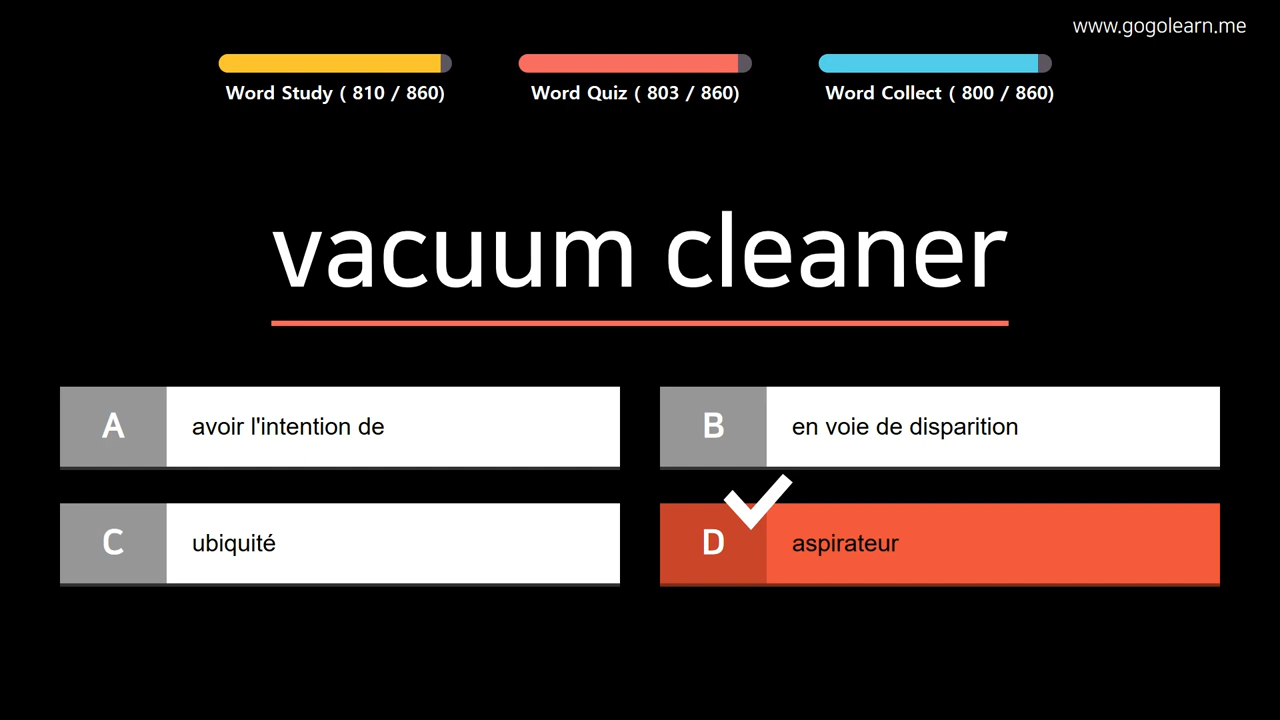 www.gogolearn.me
Word Study ( 810 / 860)
Word Quiz ( 803 / 860)
Word Collect ( 800 / 860)
vacuum cleaner
A avoir l'intention de
B en voie de disparition
C ubiquité
D aspirateur